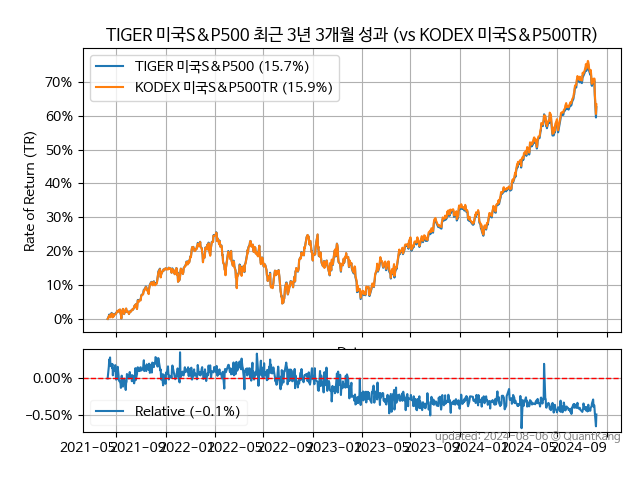 TIGER 미국S&P500 최근 3년 3개월 성과 (vs KODEX 미국S&P500TR)
TIGER 미국S&P500 (15.7%)
KODEX 미국S&P500TR (15.9%)
Rate of Return (TR)
70%
60%
50%
40%
30%
20%
10%
0%
0.00%
−0.50%
Relative (−0.1%)
updated: 2024-08-06 © QuantKang
2021-05 2021-09 2022-01 2022-05 2022-09 2023-01 2023-05 2023-09 2024-01 2024-05 2024-09